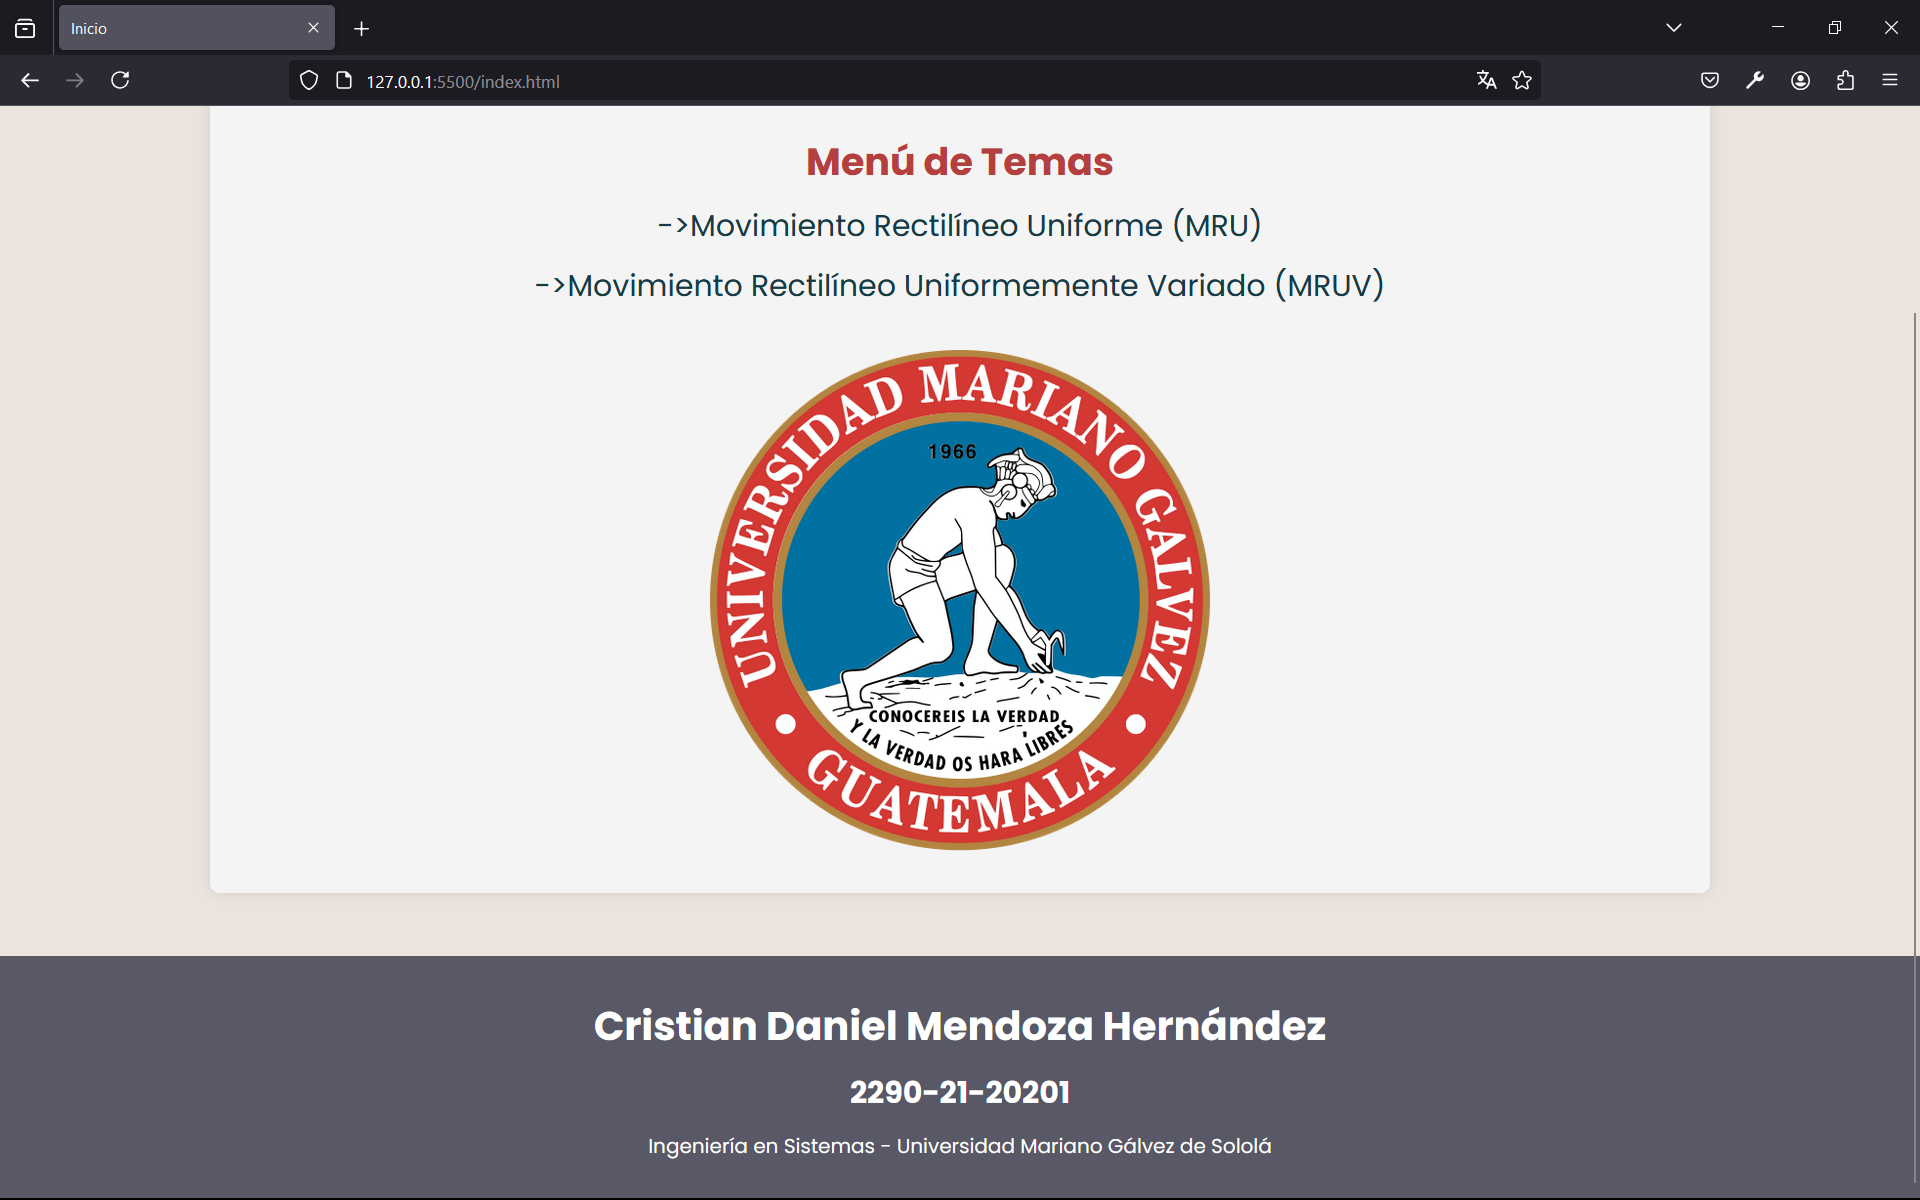 Inicio
127.0.0.1:5500/index.html
Menú de Temas
->Movimiento Rectilíneo Uniforme (MRU)
->Movimiento Rectilíneo Uniformemente Variado (MRUV)
UNIVERSIDAD MARIANO GALVEZ
1966
CONOCEREIS LA VERDAD
Y LA VERDAD OS HARA LIBRES
GUATEMALA
Cristian Daniel Mendoza Hernández
2290-21-20201
Ingeniería en Sistemas - Universidad Mariano Gálvez de Sololá